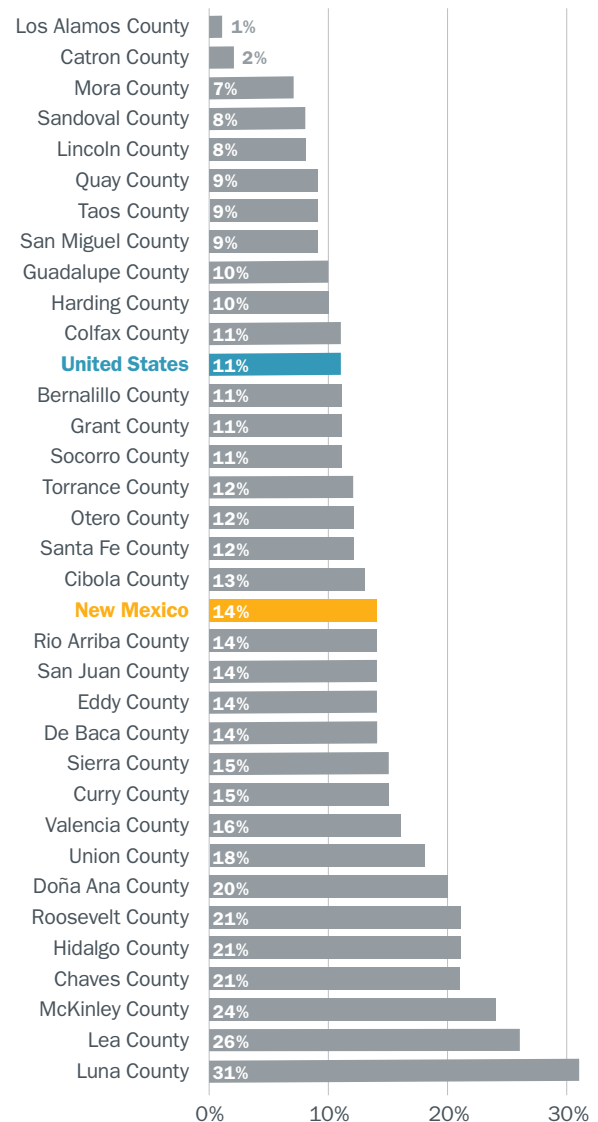 Los Alamos County 1%
Catron County 2%
Mora County 7%
Sandoval County 8%
Lincoln County 8%
Quay County 9%
Taos County 9%
San Miguel County 9%
Guadalupe County 10%
Harding County 10%
Colfax County 11%
United States 11%
Bernalillo County 11%
Grant County 11%
Socorro County 11%
Torrance County 12%
Otero County 12%
Santa Fe County 12%
Cibola County 13%
New Mexico 14%
Rio Arriba County 14%
San Juan County 14%
Eddy County 14%
De Baca County 14%
Sierra County 15%
Curry County 15%
Valencia County 16%
Union County 18%
Doña Ana County 20%
Roosevelt County 21%
Hidalgo County 21%
Chaves County 21%
McKinley County 24%
Lea County 26%
Luna County 31%
0% 10% 20% 30%